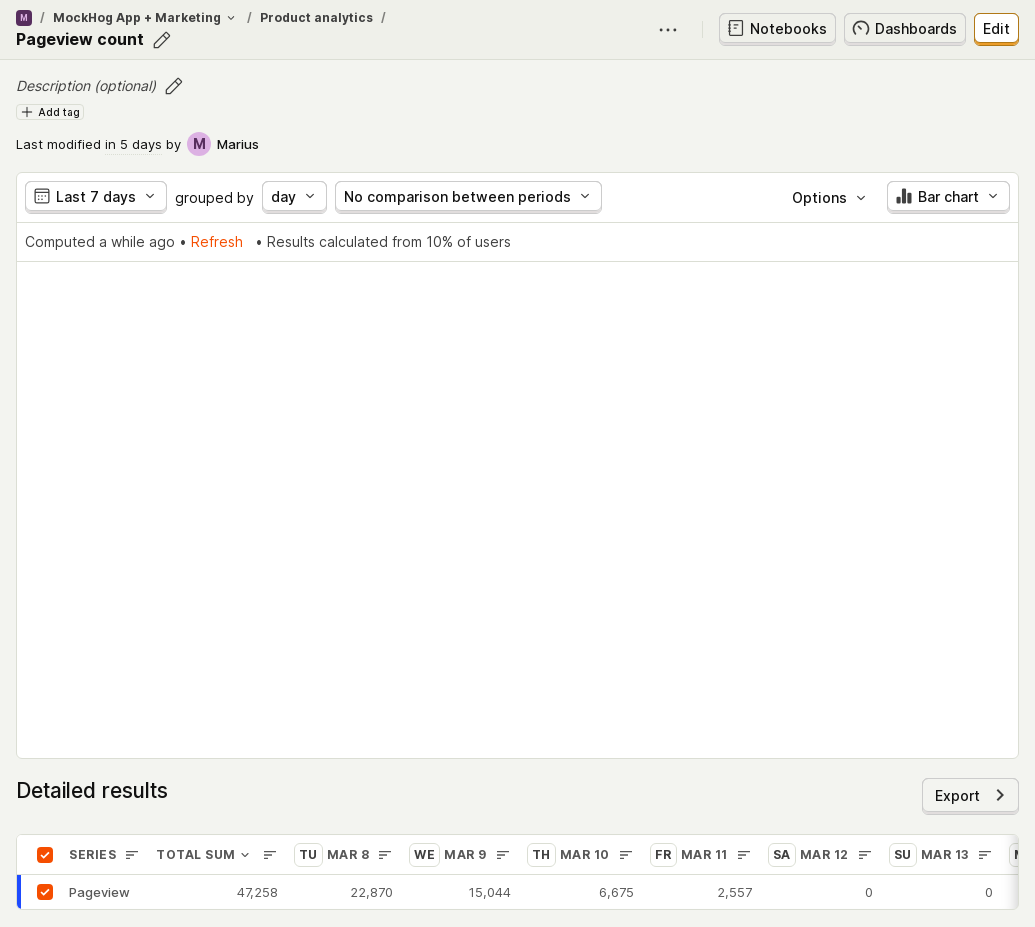 M / MockHog App + Marketing / Product analytics /
Pageview count
Notebooks Dashboards Edit
Description (optional)
Add tag
Last modified in 5 days by M Marius
Last 7 days grouped by day No comparison between periods Options Bar chart
Computed a while ago • Refresh • Results calculated from 10% of users
Detailed results
Export
SERIES TOTAL SUM TU MAR 8 WE MAR 9 TH MAR 10 FR MAR 11 SA MAR 12 SU MAR 13
Pageview 47,258 22,870 15,044 6,675 2,557 0 0